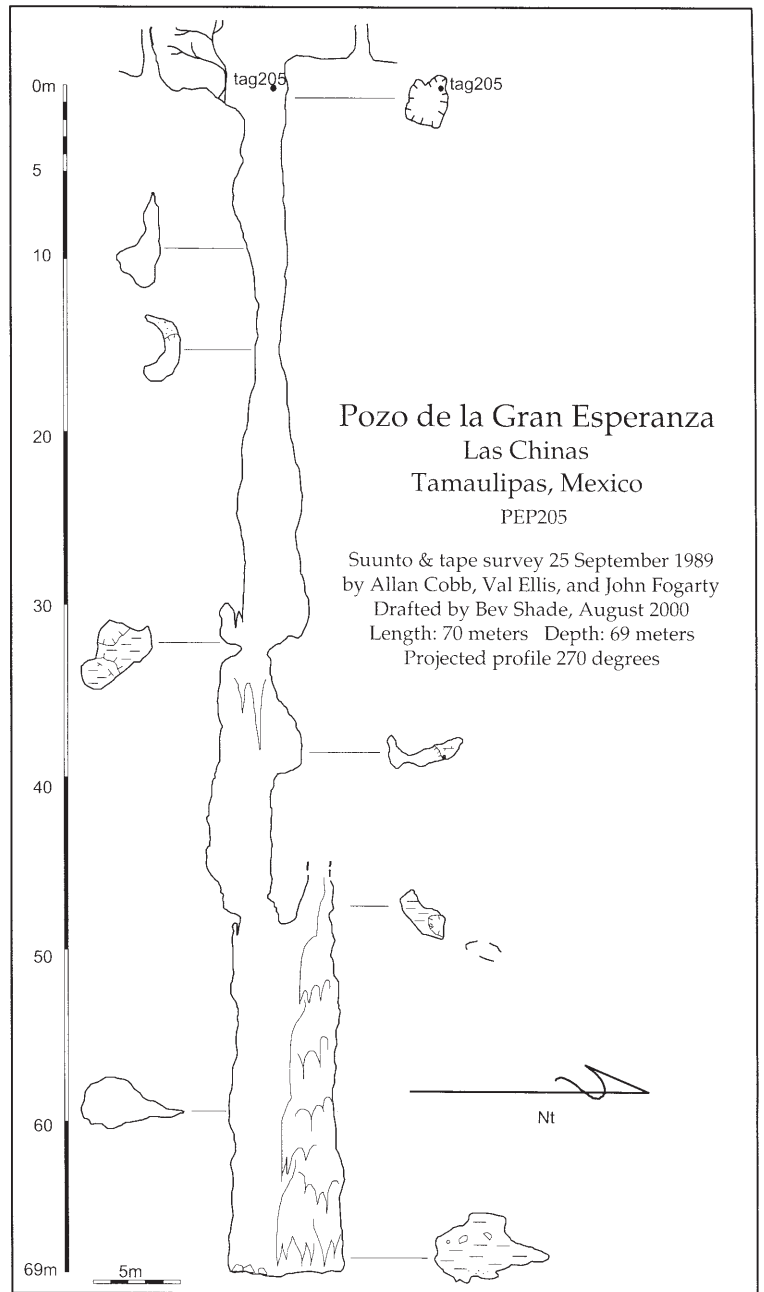 tag205
0m
tag205
5
10
Pozo de la Gran Esperanza
Las Chinas
20
Tamaulipas, Mexico
PEP205
Suunto & tape survey 25 September 1989
by Allan Cobb, Val Ellis, and John Fogarty
30
Drafted by Bev Shade, August 2000
Length: 70 meters Depth: 69 meters
Projected profile 270 degrees
40
50
60
Nt
69m
5m